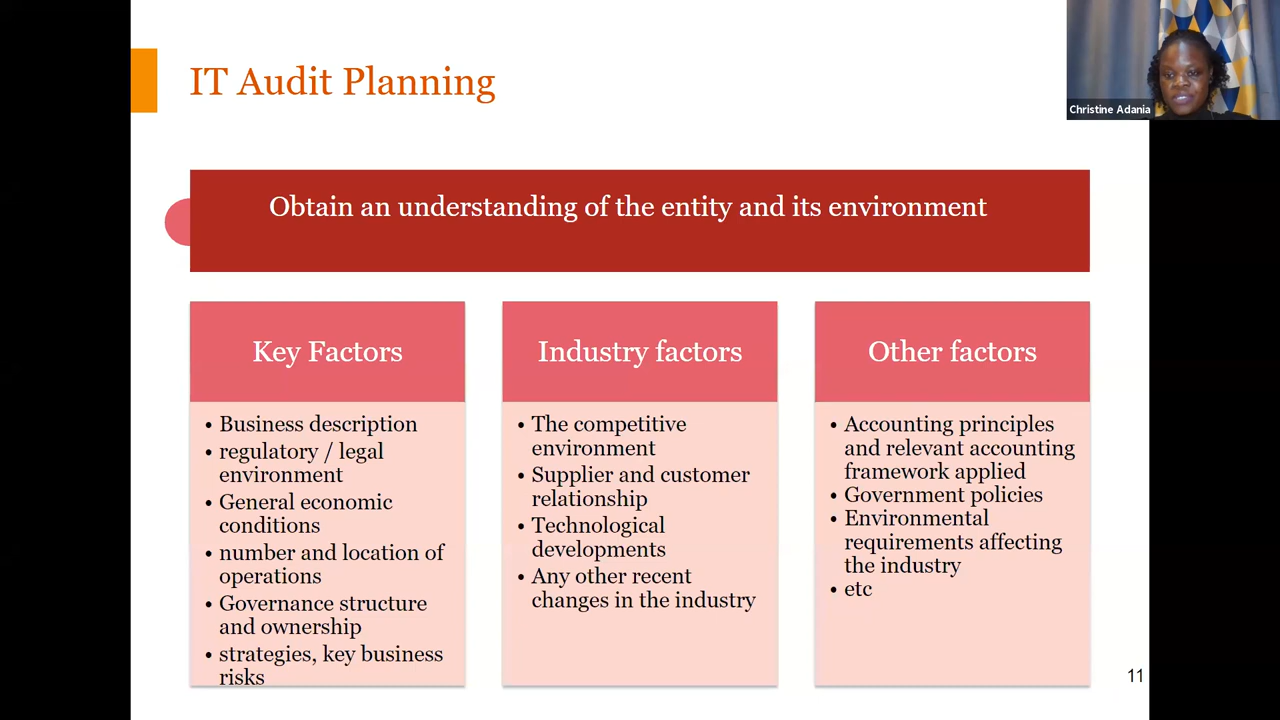 IT Audit Planning
Christine Adania
Obtain an understanding of the entity and its environment
Key Factors
• Business description
• regulatory / legal
environment
• General economic
conditions
• number and location of
operations
• Governance structure
and ownership
• strategies, key business
risks
Industry factors
• The competitive
environment
• Supplier and customer
relationship
• Technological
developments
• Any other recent
changes in the industry
Other factors
• Accounting principles
and relevant accounting
framework applied
• Government policies
• Environmental
requirements affecting
the industry
• etc
11